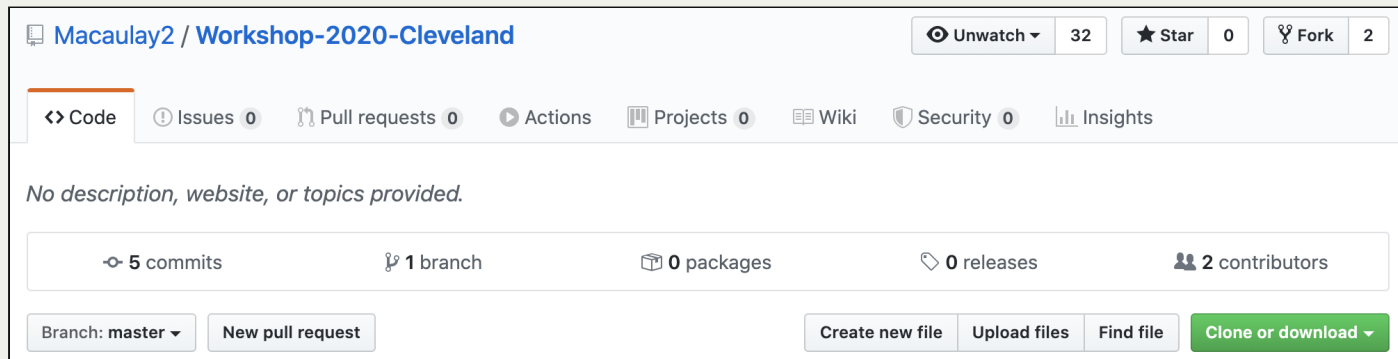 Macaulay2 / Workshop-2020-Cleveland Unwatch 32 Star 0 Fork 2
Code Issues 0 Pull requests 0 Actions Projects 0 Wiki Security 0 Insights
No description, website, or topics provided.
5 commits 1 branch 0 packages 0 releases 2 contributors
Branch: master New pull request Create new file Upload files Find file Clone or download